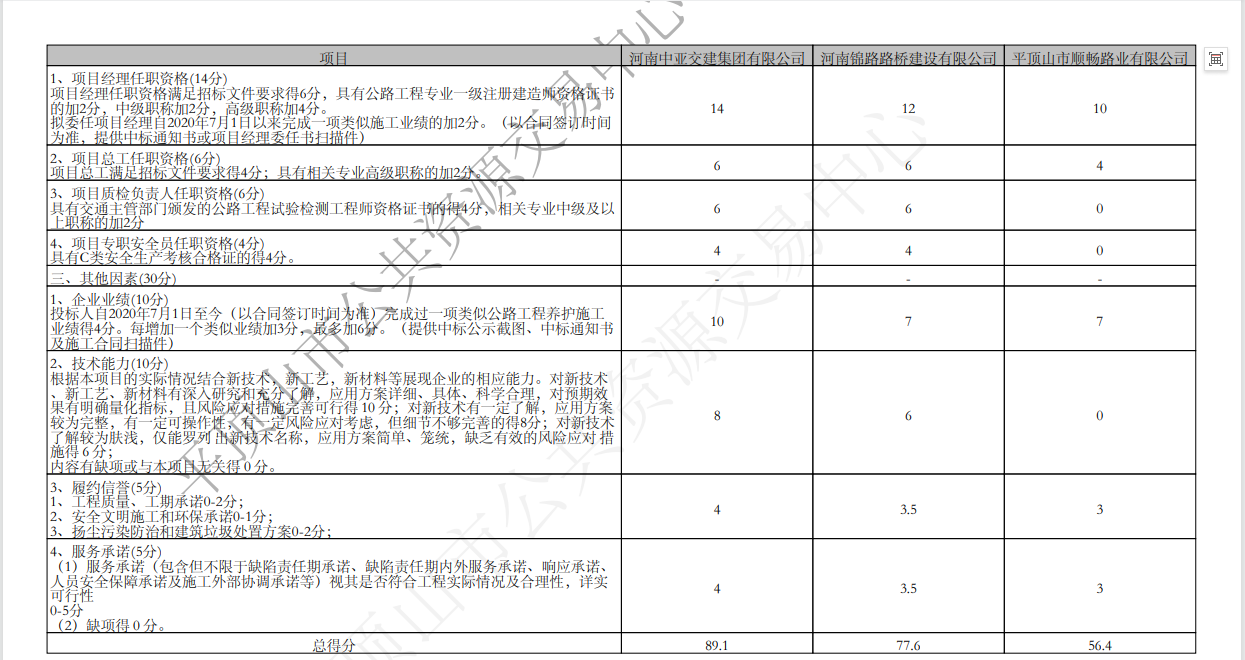 项目 河南中亚交建集团有限公司 河南锦路路桥建设有限公司 平顶山市顺畅路业有限公司
1、项目经理任职资格(14分)
项目经理任职资格满足招标文件要求得6分，具有公路工程专业一级注册建造师资格证书
的加2分，中级职称加2分，高级职称加4分。
拟委任项目经理自2020年7月1日以来完成一项类似施工业绩的加2分。（以合同签订时间
为准，提供中标通知书或项目经理委任书扫描件）
14 12 10
2、项目总工任职资格(6分)
项目总工满足招标文件要求得4分；具有相关专业高级职称的加2分。
6 6 4
3、项目质检负责人任职资格(6分)
具有交通主管部门颁发的公路工程试验检测工程师资格证书的得4分，相关专业中级及以
上职称的加2分
6 6 0
4、项目专职安全员任职资格(4分)
具有C类安全生产考核合格证的得4分。
4 4 0
三、其他因素(30分) - - -
1、企业业绩(10分)
投标人自2020年7月1日至今（以合同签订时间为准）完成过一项类似公路工程养护施工
业绩得4分。每增加一个类似业绩加3分，最多加6分。（提供中标公示截图、中标通知书
及施工合同扫描件）
10 7 7
2、技术能力(10分)
根据本项目的实际情况结合新技术，新工艺，新材料等展现企业的相应能力。对新技术
、新工艺、新材料有深入研究和充分了解，应用方案详细、具体、科学合理，对预期效
果有明确量化指标，且风险应对措施完善可行得 10 分；对新技术有一定了解，应用方案
较为完整，有一定可操作性，有一定风险应对考虑，但细节不够完善的得8分；对新技术
了解较为肤浅，仅能罗列 出新技术名称，应用方案简单、笼统，缺乏有效的风险应对 措
施得 6 分；
内容有缺项或与本项目无关得 0 分。
8 6 0
3、履约信誉(5分)
1、工程质量、工期承诺0-2分；
2、安全文明施工和环保承诺0-1分；
3、扬尘污染防治和建筑垃圾处置方案0-2分；
4 3.5 3
4、服务承诺(5分)
（1）服务承诺（包含但不限于缺陷责任期承诺、缺陷责任期内外服务承诺、响应承诺、
人员安全保障承诺及施工外部协调承诺等）视其是否符合工程实际情况及合理性，详实
可行性
0-5分
（2）缺项得 0 分。
4 3.5 3
总得分 89.1 77.6 56.4
平顶山市公共资源交易中心
顶山市公共资源交易中心